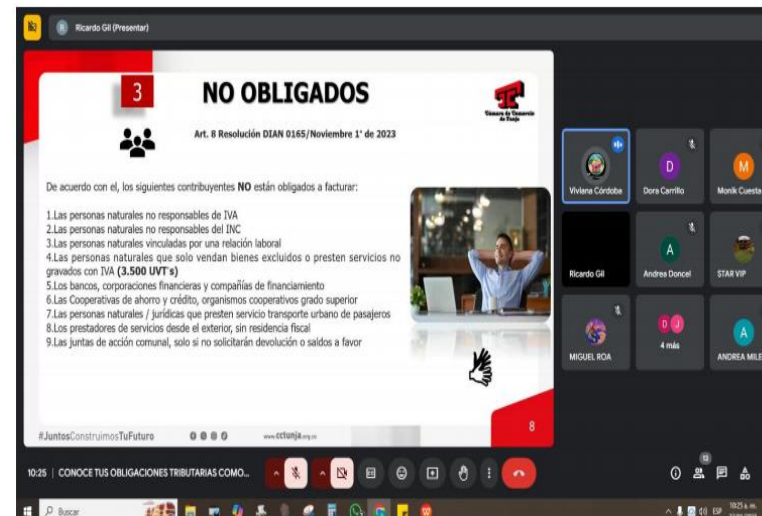 Ricardo Gil (Presentar)
3
NO OBLIGADOS
Cámara de Comercio
de Tunja
Art. 8 Resolución DIAN 0165/Noviembre 1° de 2023
De acuerdo con el, los siguientes contribuyentes NO están obligados a facturar:
1.Las personas naturales no responsables de IVA
2.Las personas naturales no responsables del INC
3.Las personas naturales vinculadas por una relación laboral
4.Las personas naturales que solo vendan bienes excluidos o presten servicios no
gravados con IVA (3.500 UVT's)
5.Los bancos, corporaciones financieras y compañías de financiamiento
6.Las Cooperativas de ahorro y crédito, organismos cooperativos grado superior
7.Las personas naturales / jurídicas que presten servicio transporte urbano de pasajeros
8.Los prestadores de servicios desde el exterior, sin residencia fiscal
9.Las juntas de acción comunal, solo si no solicitarán devolución o saldos a favor
#JuntosConstruimosTuFuturo
www.cctunja.org.co
8
Viviana Córdoba
D
Dora Carrillo
M
Monik Cuesta
Ricardo Gil
A
Andrea Doncel
STAR VIP
MIGUEL ROA
D J
4 más
A
ANDREA MILE
10:25 | CONOCE TUS OBLIGACIONES TRIBUTARIAS COMO...
13
Buscar
ESP
10:25 a. m.